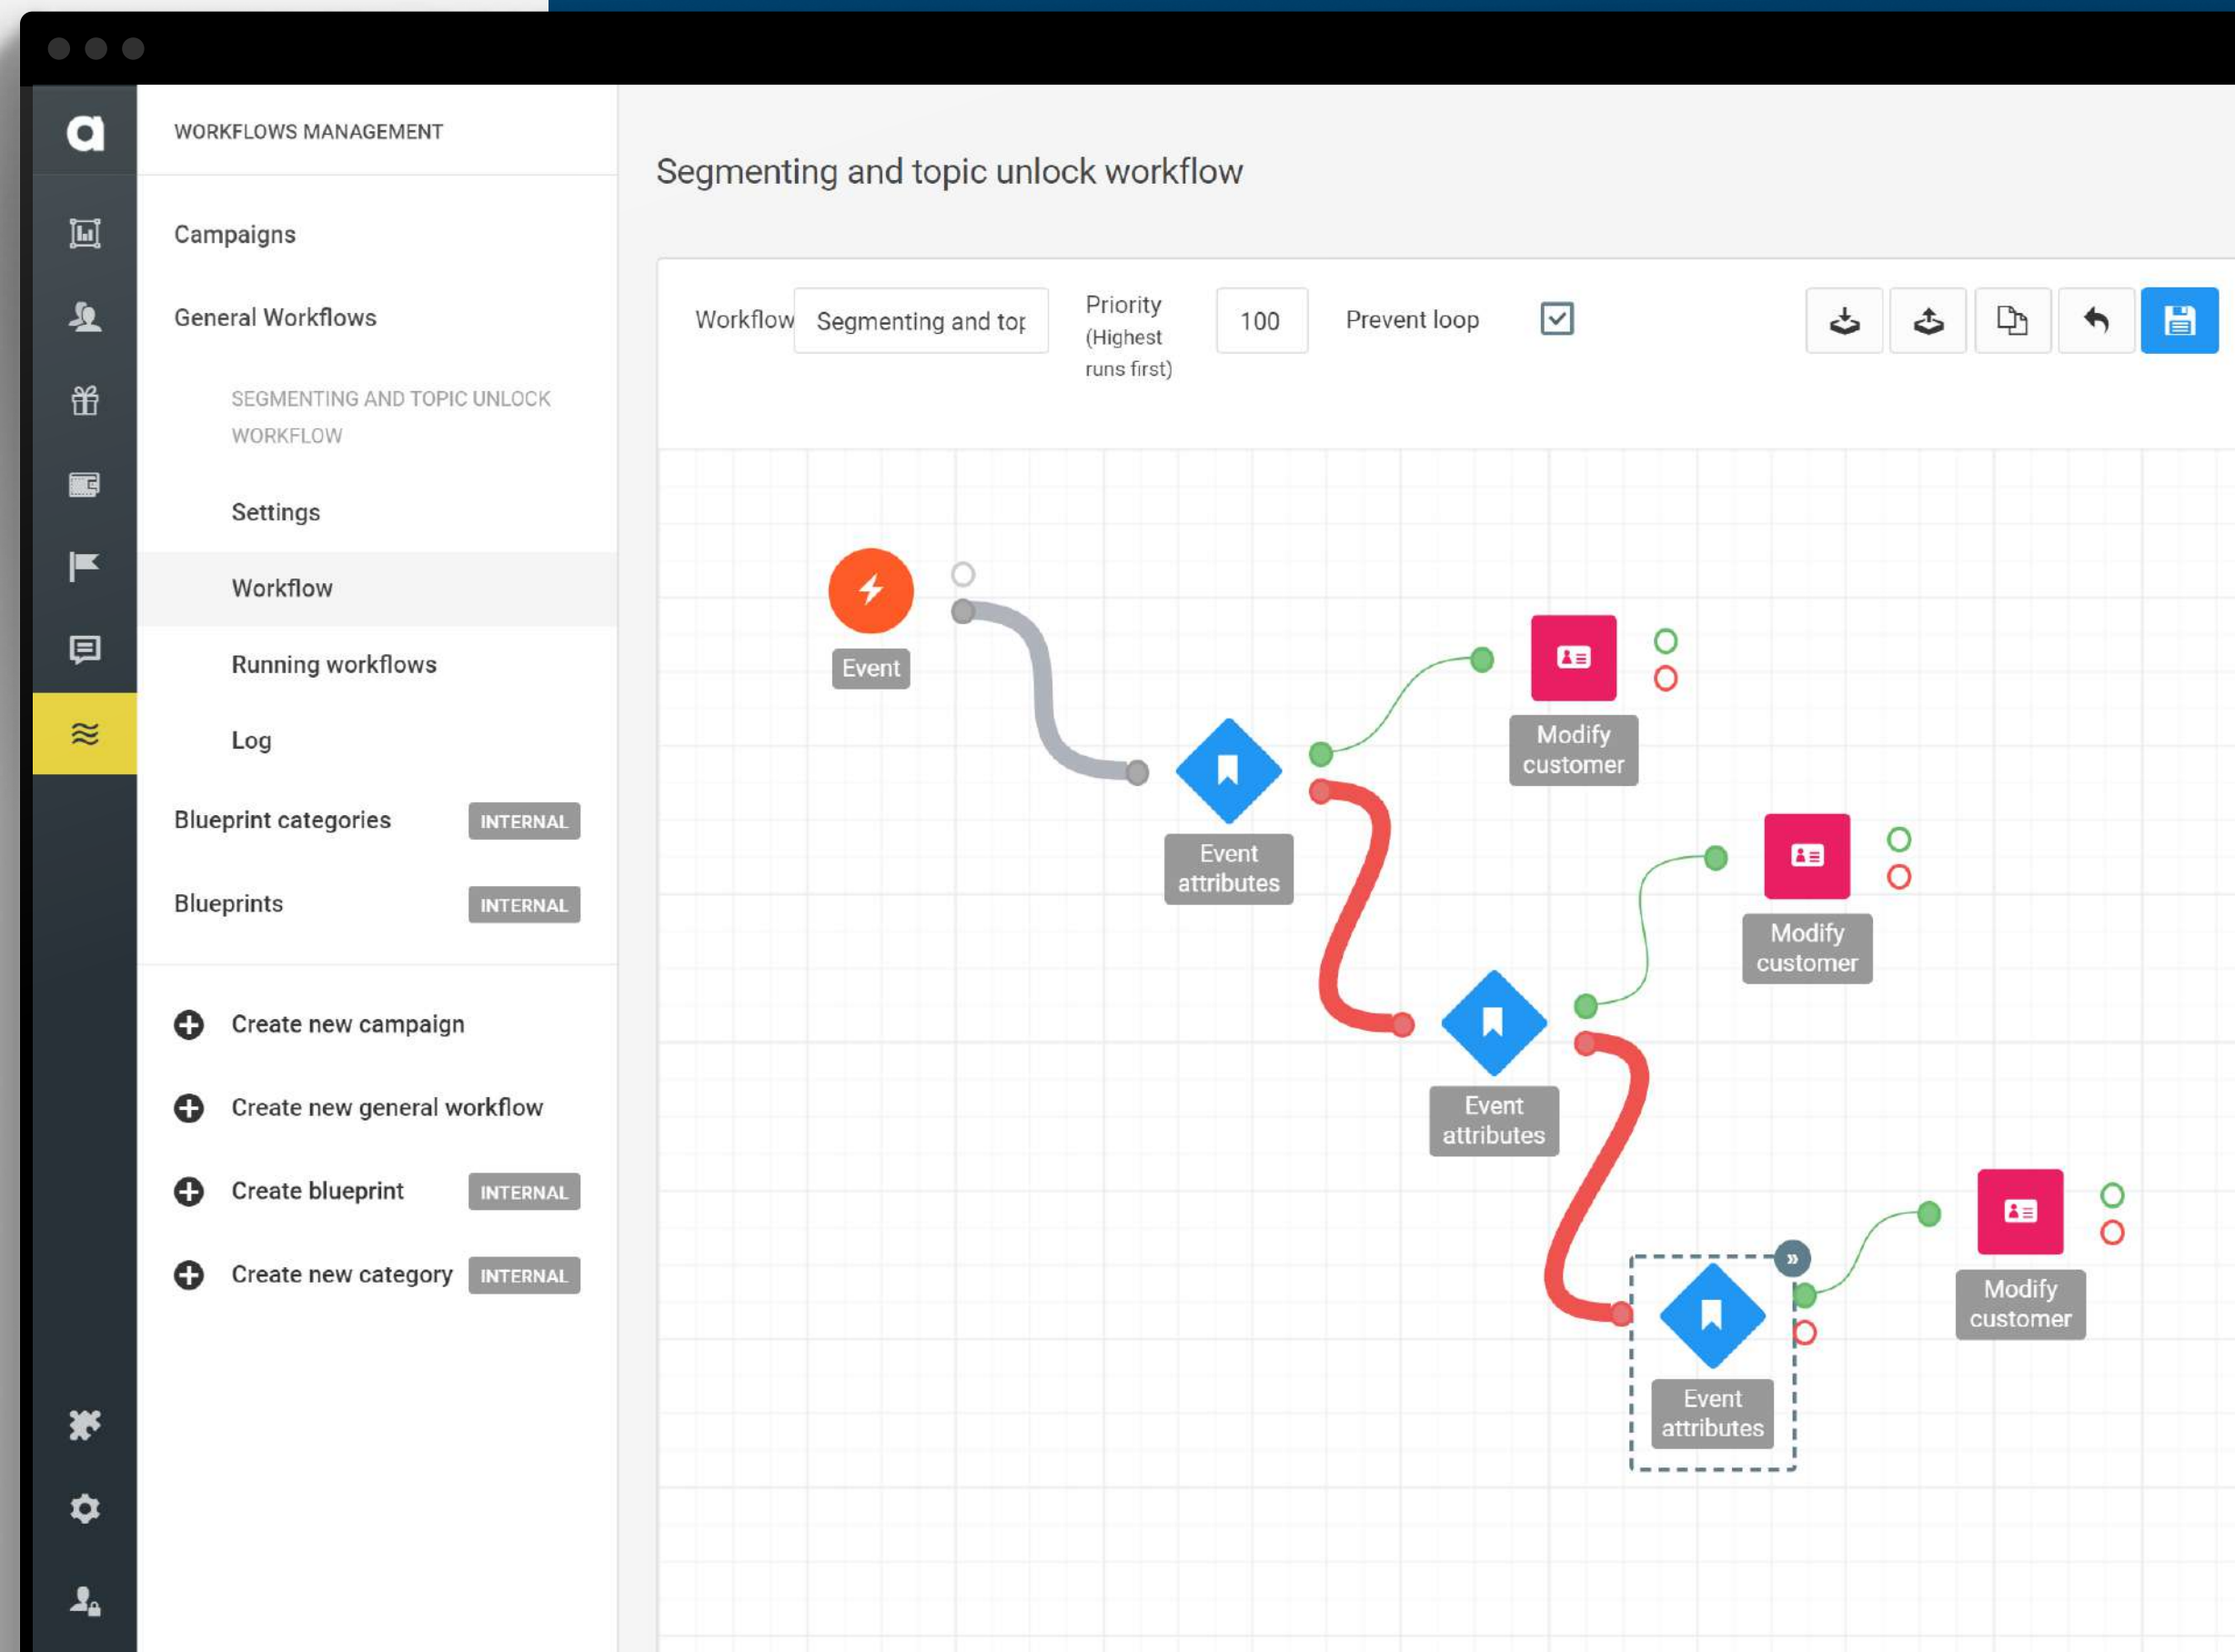 a
WORKFLOWS MANAGEMENT
Campaigns
General Workflows
SEGMENTING AND TOPIC UNLOCK
WORKFLOW
Settings
Workflow
Running workflows
Log
Blueprint categories INTERNAL
Blueprints INTERNAL
Create new campaign
Create new general workflow
Create blueprint INTERNAL
Create new category INTERNAL
Segmenting and topic unlock workflow
Workflow
Segmenting and top
Priority
(Highest
runs first)
100
Prevent loop
Event
Modify
customer
Event
attributes
Modify
customer
Event
attributes
Modify
customer
Event
attributes